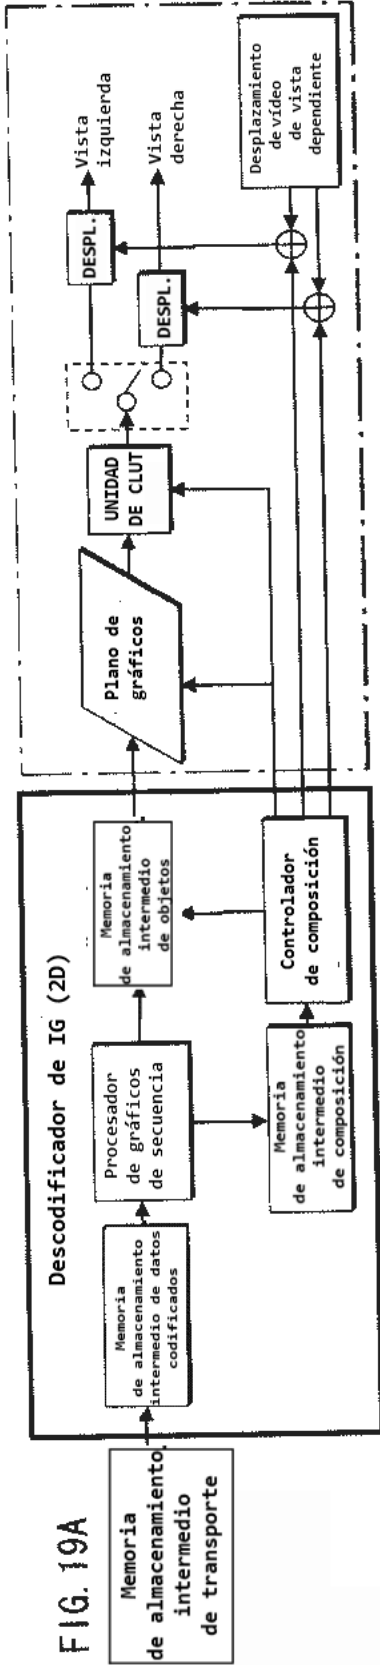 FIG. 19A
Memoria
de almacenamiento
intermedio
de transporte
Descodificador de IG (2D)
Memoria
de almacenamiento
intermedio de datos
codificados
Procesador
de gráficos
de secuencia
Memoria
de almacenamiento
intermedio
de objetos
Memoria
de almacenamiento
intermedio
de composición
Controlador
de composición
Plano de
gráficos
UNIDAD
DE CLUT
DESPL.
DESPL.
Vista
izquierda
Vista
derecha
Desplazamiento
de vídeo
de vista
dependiente